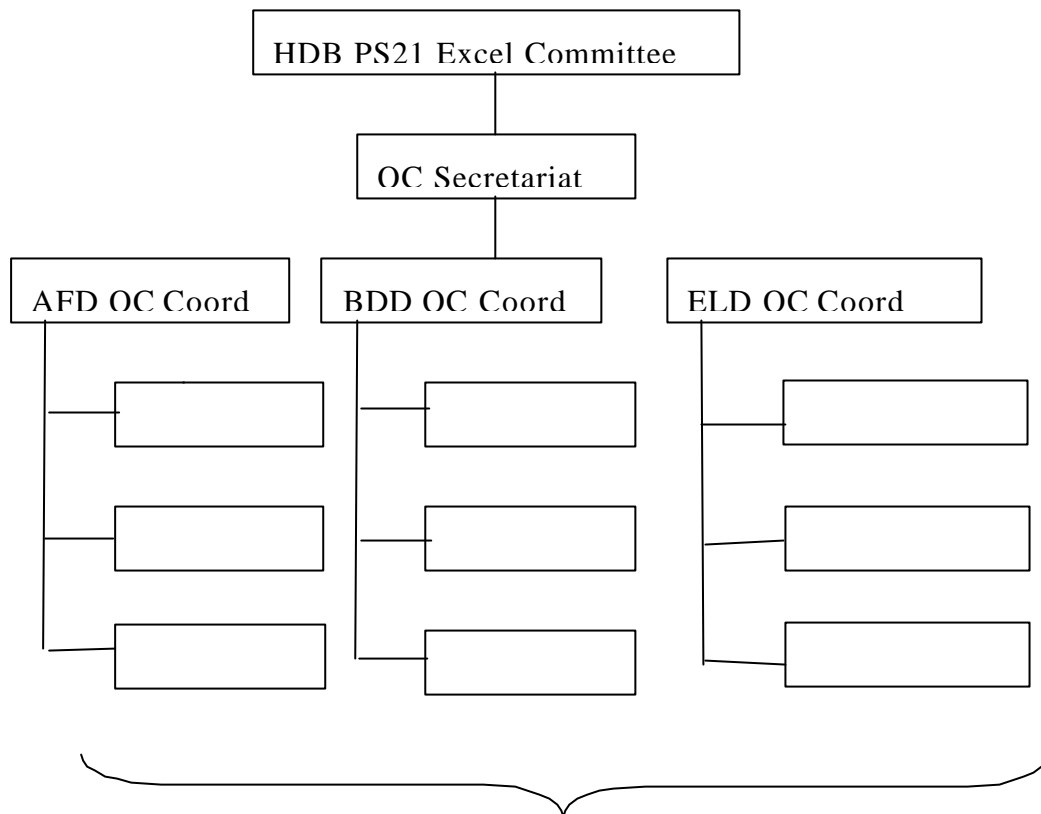 HDB PS21 Excel Committee
OC Secretariat
AFD OC Coord
BDD OC Coord
ELD OC Coord